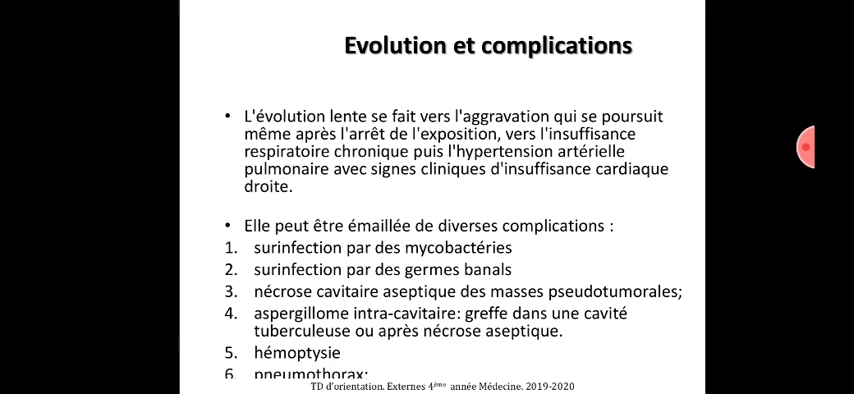 Evolution et complications
• L'évolution lente se fait vers l'aggravation qui se poursuit
même après l'arrêt de l'exposition, vers l'insuffisance
respiratoire chronique puis l'hypertension artérielle
pulmonaire avec signes cliniques d'insuffisance cardiaque
droite.
• Elle peut être émaillée de diverses complications :
1. surinfection par des mycobactéries
2. surinfection par des germes banals
3. nécrose cavitaire aseptique des masses pseudotumorales;
4. aspergillome intra-cavitaire: greffe dans une cavité
tuberculeuse ou après nécrose aseptique.
5. hémoptysie
6. pneumothorax;
TD d'orientation. Externes 4ème année Médecine. 2019-2020